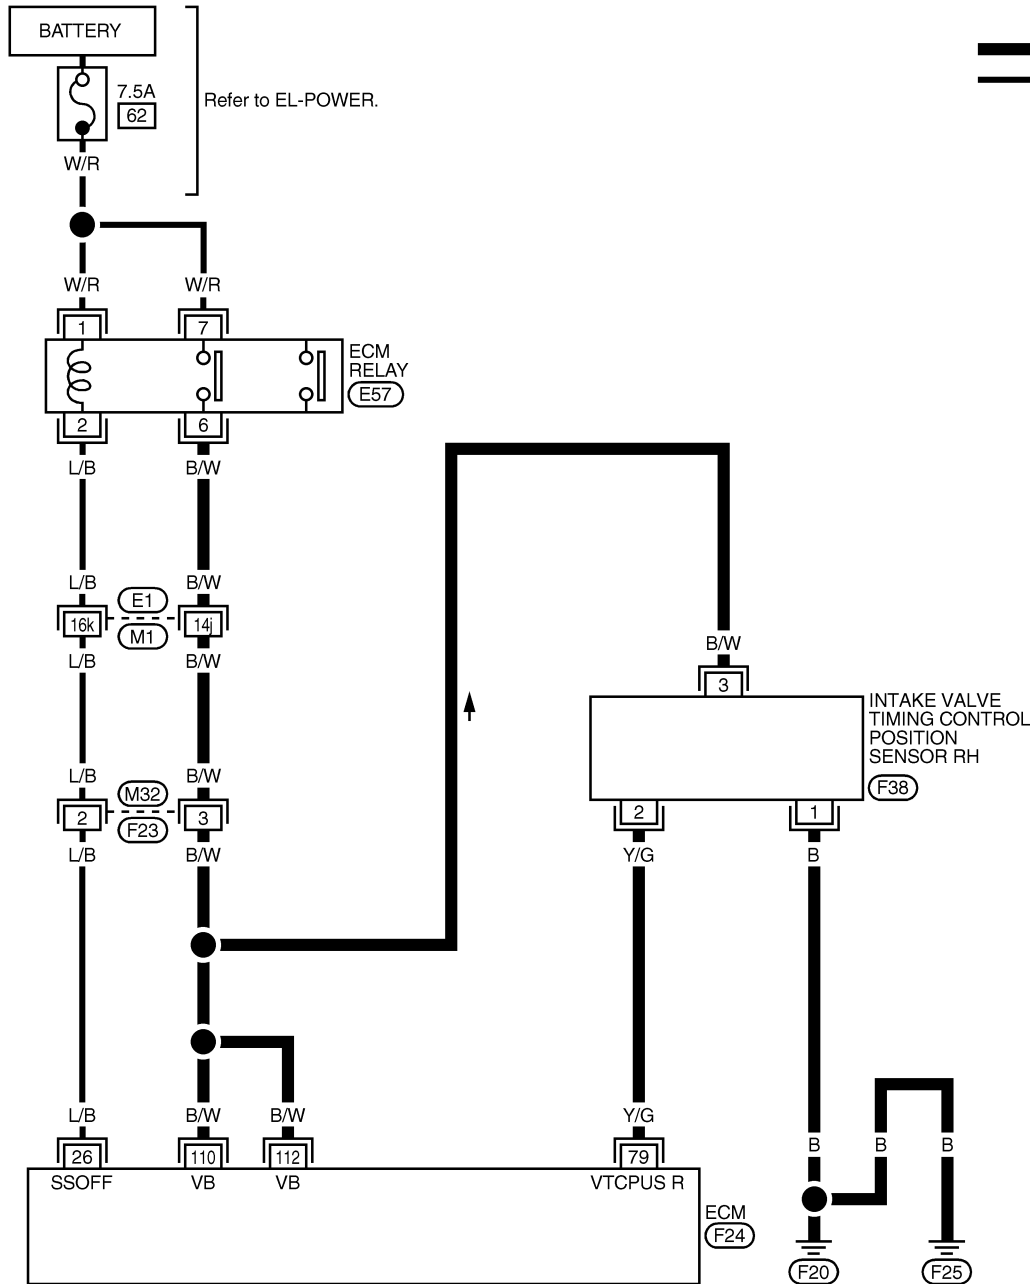 BATTERY
7.5A
62
Refer to EL-POWER.
W/R
W/R
W/R
1
7
ECM
RELAY
E57
2
6
L/B
B/W
L/B
B/W
E1
16k
14j
M1
L/B
B/W
B/W
3
INTAKE VALVE
TIMING CONTROL
POSITION
SENSOR RH
F38
L/B
B/W
M32
2
3
F23
2
1
L/B
B/W
Y/G
B
L/B
B/W
B/W
Y/G
B
B
B
26
110
112
79
SSOFF
VB
VB
VTCPUS R
ECM
F24
F20
F25